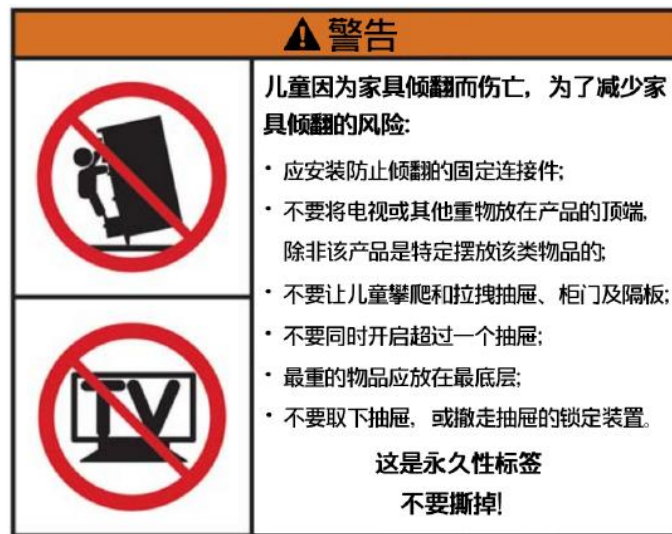 警告
儿童因为家具倾翻而伤亡，为了减少家
具倾翻的风险:
· 应安装防止倾翻的固定连接件;
· 不要将电视或其他重物放在产品的顶端,
除非该产品是特定摆放该类物品的;
· 不要让儿童攀爬和拉拽抽屉、柜门及隔板;
· 不要同时开启超过一个抽屉;
· 最重的物品应放在最底层;
· 不要取下抽屉，或撤走抽屉的锁定装置。
这是永久性标签
不要撕掉!
TV